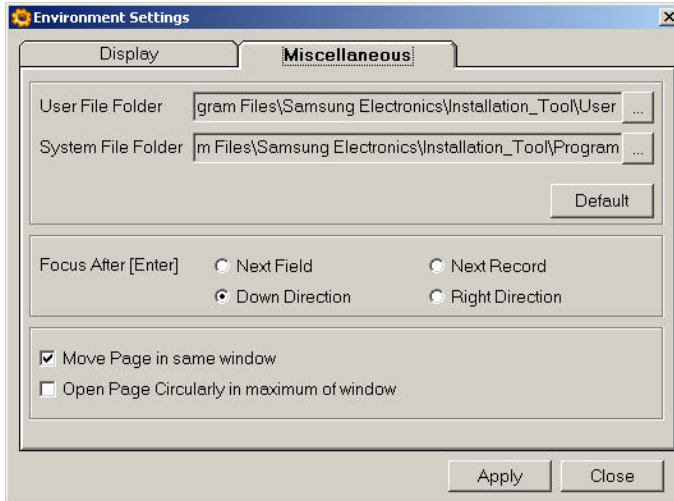 Environment Settings
Display Miscellaneous
User File Folder gram Files\Samsung Electronics\Installation_Tool\User ...
System File Folder m Files\Samsung Electronics\Installation_Tool\Program ...
Default
Focus After [Enter] Next Field Next Record
Down Direction Right Direction
Move Page in same window
Open Page Circularly in maximum of window
Apply Close